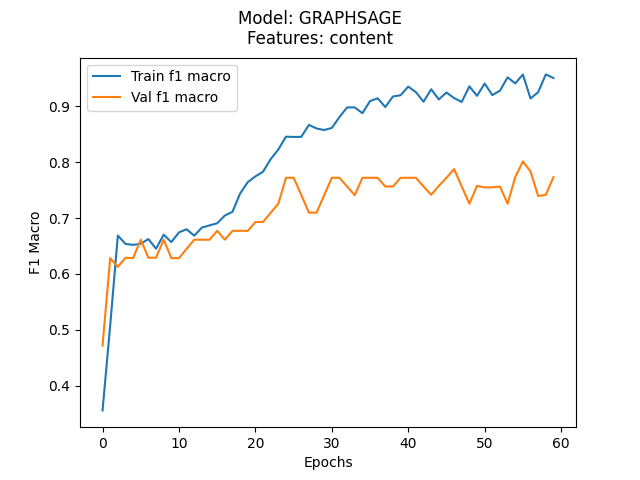 Model: GRAPHSAGE
Features: content
Train f1 macro
Val f1 macro
F1 Macro
0.9
0.8
0.7
0.6
0.5
0.4
0 10 20 30 40 50 60
Epochs